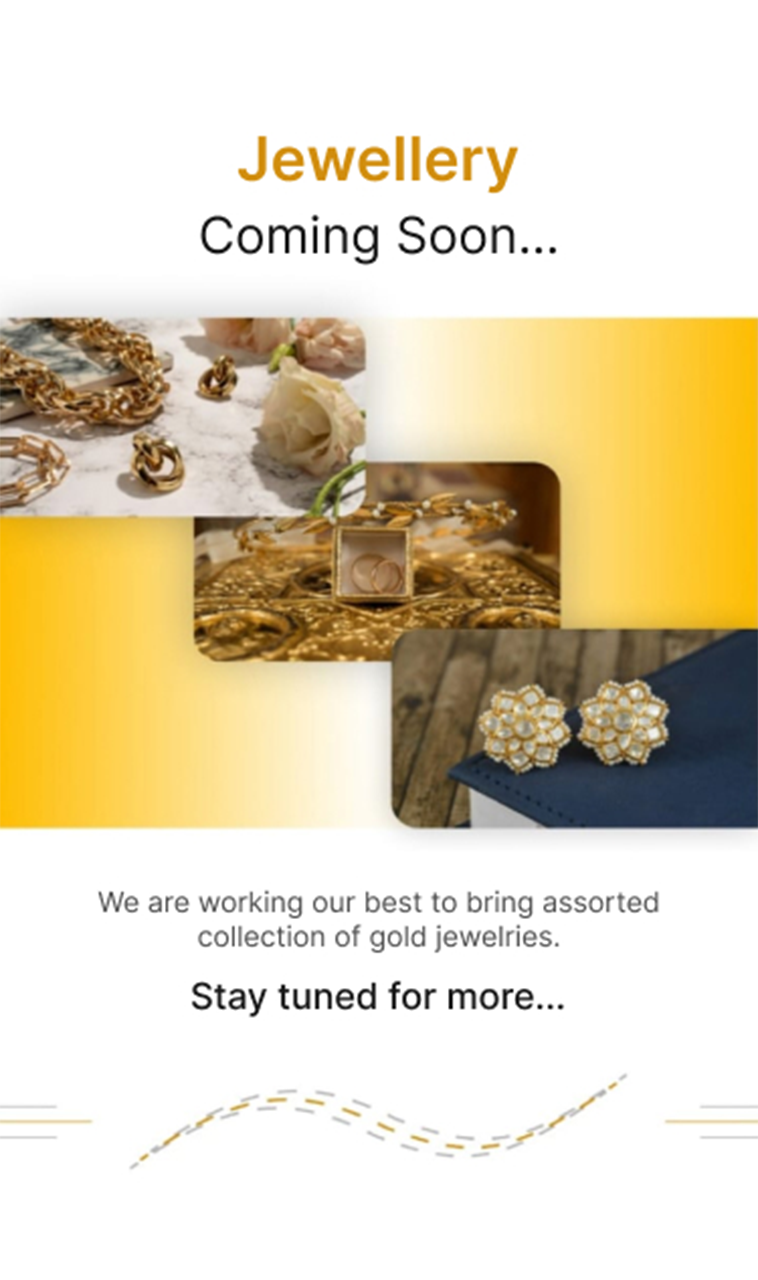 Jewellery
Coming Soon...
We are working our best to bring assorted
collection of gold jewelries.
Stay tuned for more...